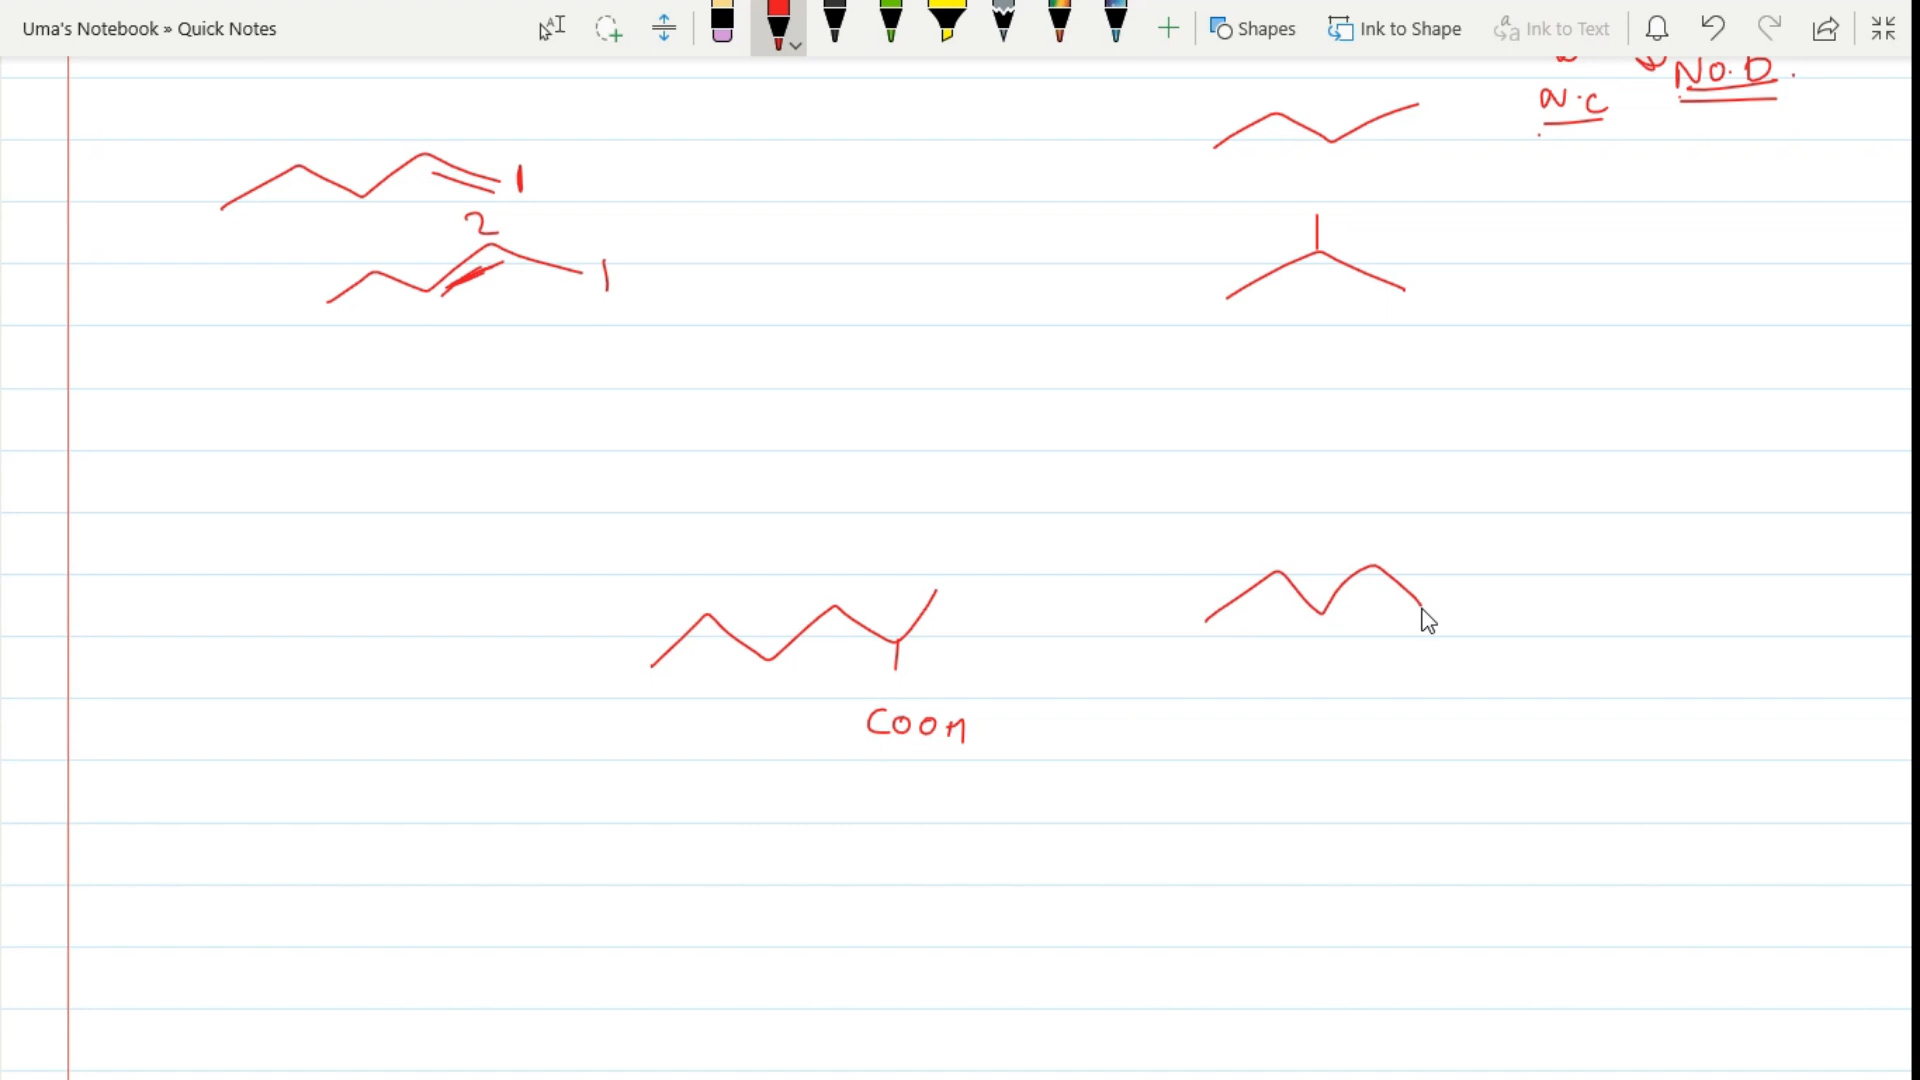 Uma's Notebook » Quick Notes
Shapes
Ink to Shape
Ink to Text
No. D.
N.C
1
2
1
COOH